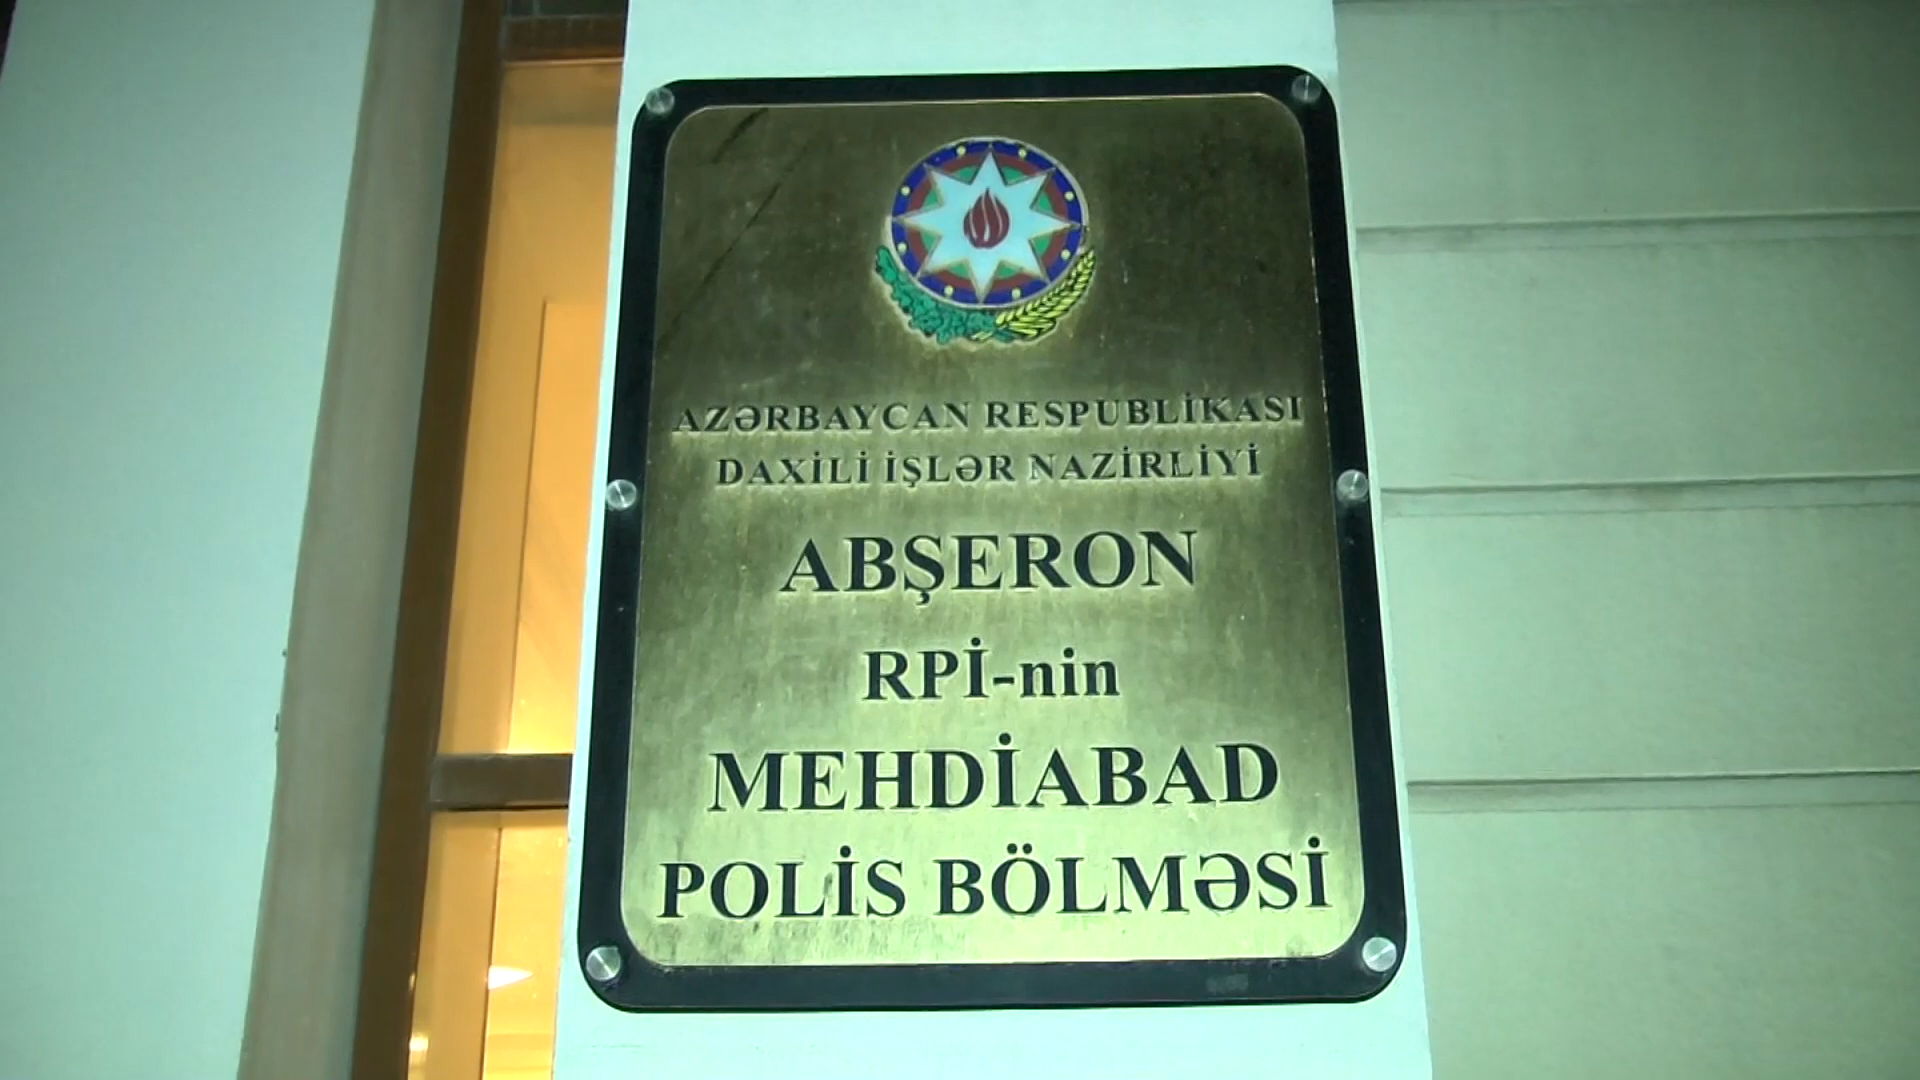 AZƏRBAYCAN RESPUBLİKASI
DAXİLİ İŞLƏR NAZİRLİYİ
ABŞERON
RPİ-nin
MEHDİABAD
POLİS BÖLMƏSİ